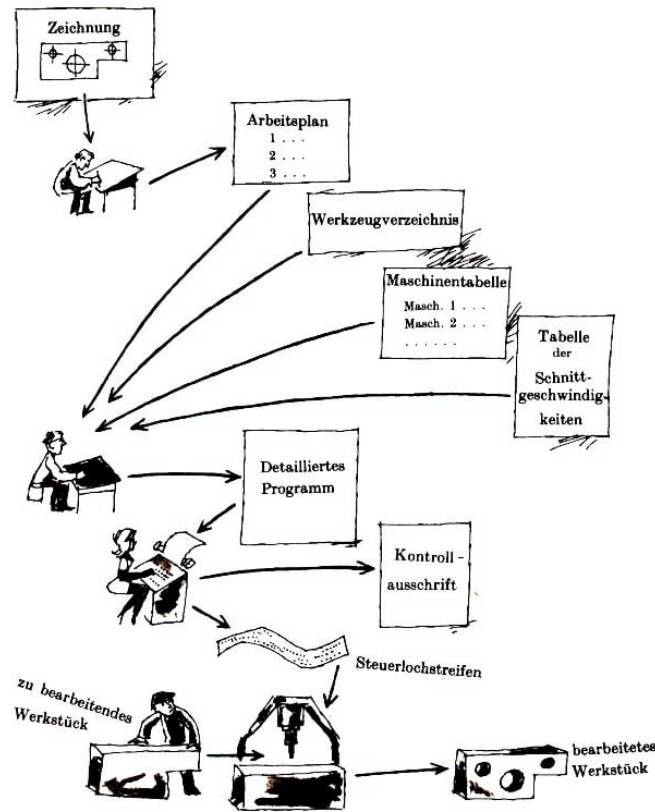 Zeichnung
Arbeitsplan
1 . . .
2 . . .
3 . . .
Werkzeugverzeichnis
Maschinentabelle
Masch. 1 . . .
Masch. 2 . . .
. . . . . .
Tabelle
der
Schnitt-
geschwindig-
keiten
Detailliertes
Programm
Kontroll-
ausschrift
Steuerlochstreifen
zu bearbeitendes
Werkstück
bearbeitetes
Werkstück